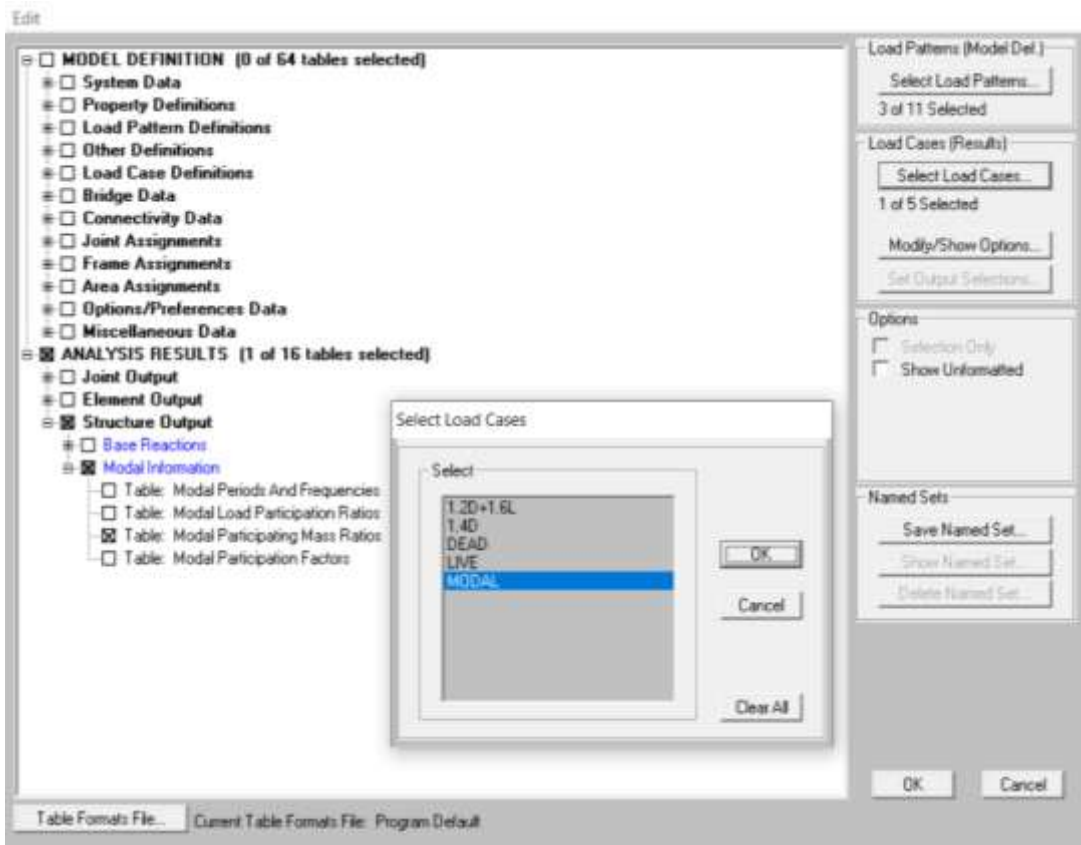 Edit
MODEL DEFINITION (0 of 64 tables selected)
System Data
Property Definitions
Load Pattern Definitions
Other Definitions
Load Case Definitions
Bridge Data
Connectivity Data
Joint Assignments
Frame Assignments
Area Assignments
Options/Preferences Data
Miscellaneous Data
ANALYSIS RESULTS (1 of 16 tables selected)
Joint Output
Element Output
Structure Output
Base Reactions
Modal Information
Table: Modal Periods And Frequencies
Table: Modal Load Participation Ratios
Table: Modal Participating Mass Ratios
Table: Modal Participation Factors
Select Load Cases
Select
1.2D+1.6L
1.4D
DEAD
LIVE
MODAL
OK
Cancel
Clear All
Load Patterns (Model Def.)
Select Load Patterns...
3 of 11 Selected
Load Cases (Results)
Select Load Cases...
1 of 5 Selected
Modify/Show Options...
Set Output Selections...
Options
Selection Only
Show Unformatted
Named Sets
Save Named Set...
Show Named Set...
Delete Named Set...
OK
Cancel
Table Formats File...
Current Table Formats File: Program Default